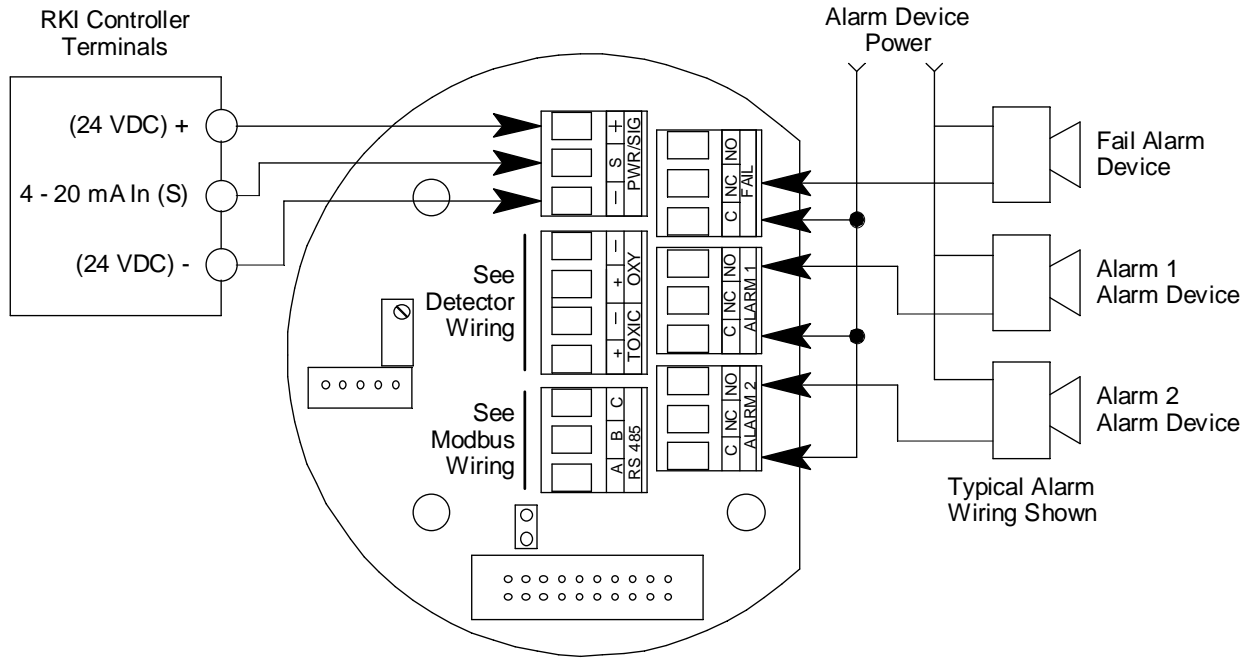 RKI Controller
Terminals
(24 VDC) +
4 - 20 mA In (S)
(24 VDC) -
+
S
−
PWR/SIG
See
Detector
Wiring
−
+
OXY
−
+
TOXIC
See
Modbus
Wiring
C
B
A
RS 485
NO
NC
C
FAIL
NO
NC
C
ALARM 1
NO
NC
C
ALARM 2
Alarm Device
Power
Fail Alarm
Device
Alarm 1
Alarm Device
Alarm 2
Alarm Device
Typical Alarm
Wiring Shown